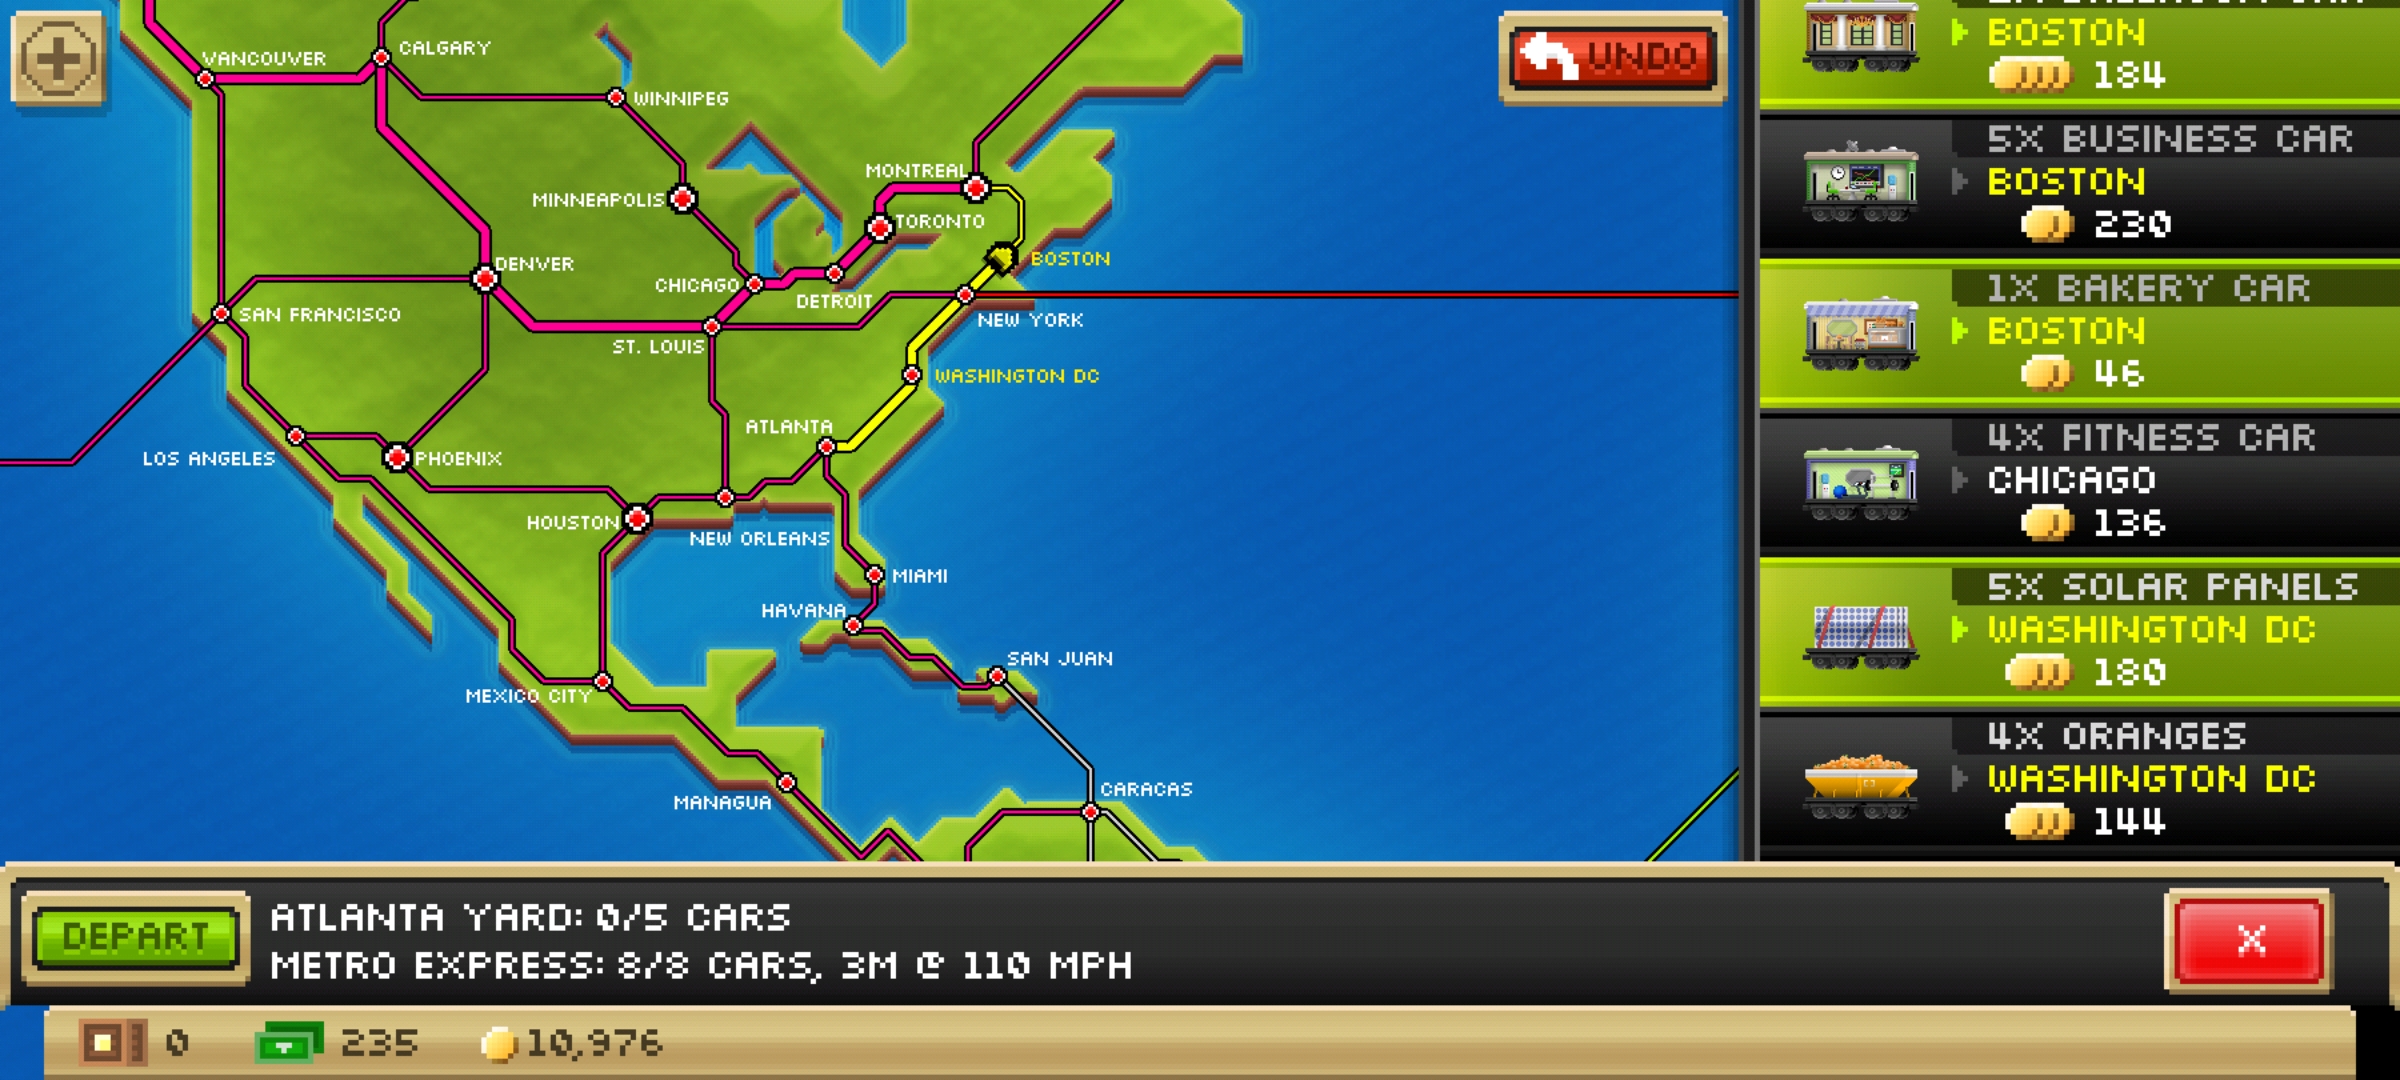 VANCOUVER
CALGARY
WINNIPEG
MONTREAL
MINNEAPOLIS
TORONTO
BOSTON
DENVER
CHICAGO
DETROIT
SAN FRANCISCO
NEW YORK
ST. LOUIS
WASHINGTON DC
ATLANTA
LOS ANGELES
PHOENIX
HOUSTON
NEW ORLEANS
MIAMI
HAVANA
SAN JUAN
MEXICO CITY
CARACAS
MANAGUA
UNDO
BOSTON
184
5X BUSINESS CAR
BOSTON
230
1X BAKERY CAR
BOSTON
46
4X FITNESS CAR
CHICAGO
136
5X SOLAR PANELS
WASHINGTON DC
180
4X ORANGES
WASHINGTON DC
144
DEPART
ATLANTA YARD: 0/5 CARS
METRO EXPRESS: 8/8 CARS, 3M @ 110 MPH
X
0
235
10,976